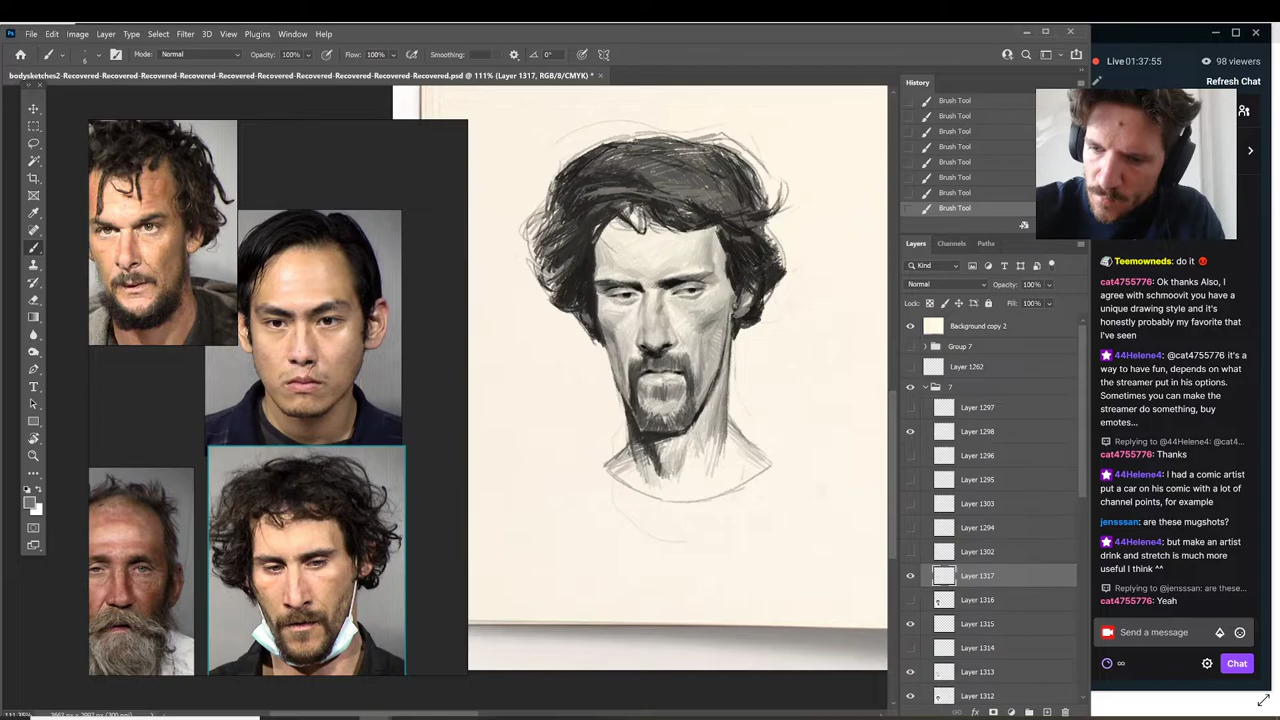 Ps File Edit Image Layer Type Select Filter 3D View Plugins Window Help
6 Mode: Normal Opacity: 100% Flow: 100% Smoothing: 0°
bodysketches2-Recovered-Recovered-Recovered-Recovered-Recovered-Recovered-Recovered-Recovered-Recovered.psd @ 111% (Layer 1317, RGB/8/CMYK) * ×
History
Brush Tool
Brush Tool
Brush Tool
Brush Tool
Brush Tool
Brush Tool
Brush Tool
Brush Tool
Layers Channels Paths
Kind
Normal Opacity: 100%
Lock: Fill: 100%
Background copy 2
Group 7
Layer 1262
7
Layer 1297
Layer 1298
Layer 1296
Layer 1295
Layer 1303
Layer 1294
Layer 1302
Layer 1317
Layer 1316
Layer 1315
Layer 1314
Layer 1313
Layer 1312
fx
Live 01:37:55 98 viewers
Refresh Chat
Teemowneds: do it
cat4755776: Ok thanks Also, I
agree with schmoovit you have a
unique drawing style and it's
honestly probably my favorite that
I've seen
44Helene4: @cat4755776 it's a
way to have fun, depends on what
the streamer put in his options.
Sometimes you can make the
streamer do something, buy
emotes...
Replying to @44Helene4: @cat4...
cat4755776: Thanks
44Helene4: I had a comic artist
put a car on his comic with a lot of
channel points, for example
jensssan: are these mugshots?
44Helene4: but make an artist
drink and stretch is much more
useful I think ^^
Replying to @jensssan: are these...
cat4755776: Yeah
Send a message
∞ Chat